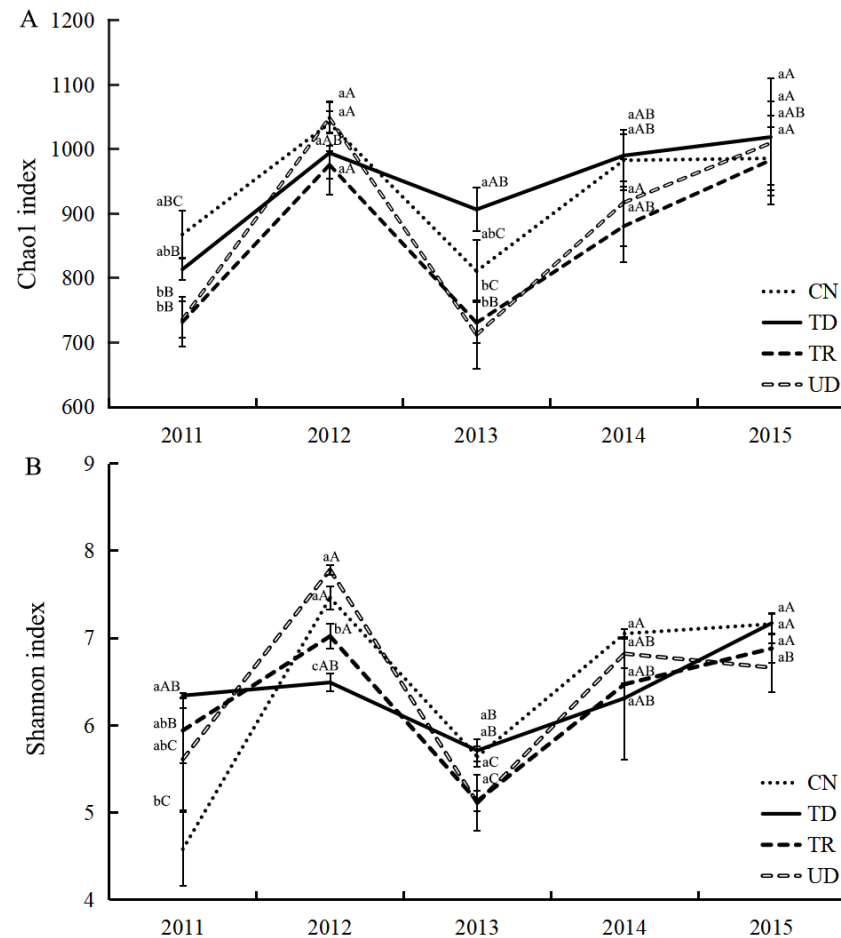 A
1200
1100
1000
900
800
700
600
Chao1 index
aBC
abB
bB
bB
aA
aA
aAB
aA
aAB
abC
bC
bB
aAB
aAB
aA
aAB
aA
aA
aAB
aA
CN
TD
TR
UD
2011 2012 2013 2014 2015
B
9
8
7
6
5
4
Shannon index
aAB
abB
abC
bC
aA
aA
bA
cAB
aB
aB
aC
aC
aA
aAB
aAB
aAB
aA
aA
aA
aB
CN
TD
TR
UD
2011 2012 2013 2014 2015